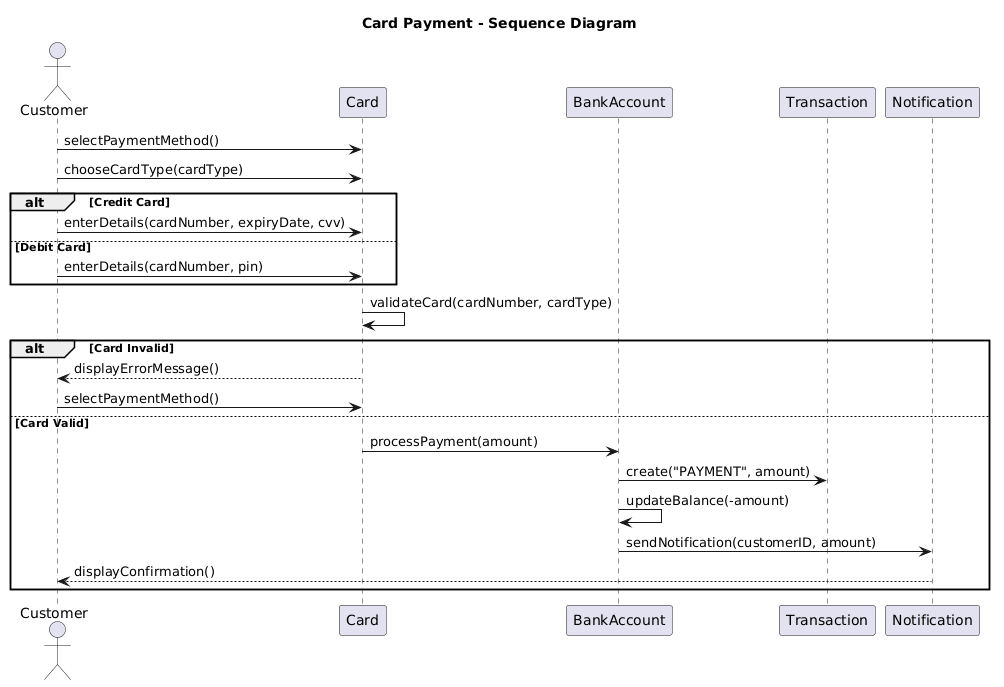 Card Payment - Sequence Diagram
Customer
Card
BankAccount
Transaction
Notification
selectPaymentMethod()
chooseCardType(cardType)
alt [Credit Card]
enterDetails(cardNumber, expiryDate, cvv)
[Debit Card]
enterDetails(cardNumber, pin)
validateCard(cardNumber, cardType)
alt [Card Invalid]
displayErrorMessage()
selectPaymentMethod()
[Card Valid]
processPayment(amount)
create("PAYMENT", amount)
updateBalance(-amount)
sendNotification(customerID, amount)
displayConfirmation()
Customer
Card
BankAccount
Transaction
Notification